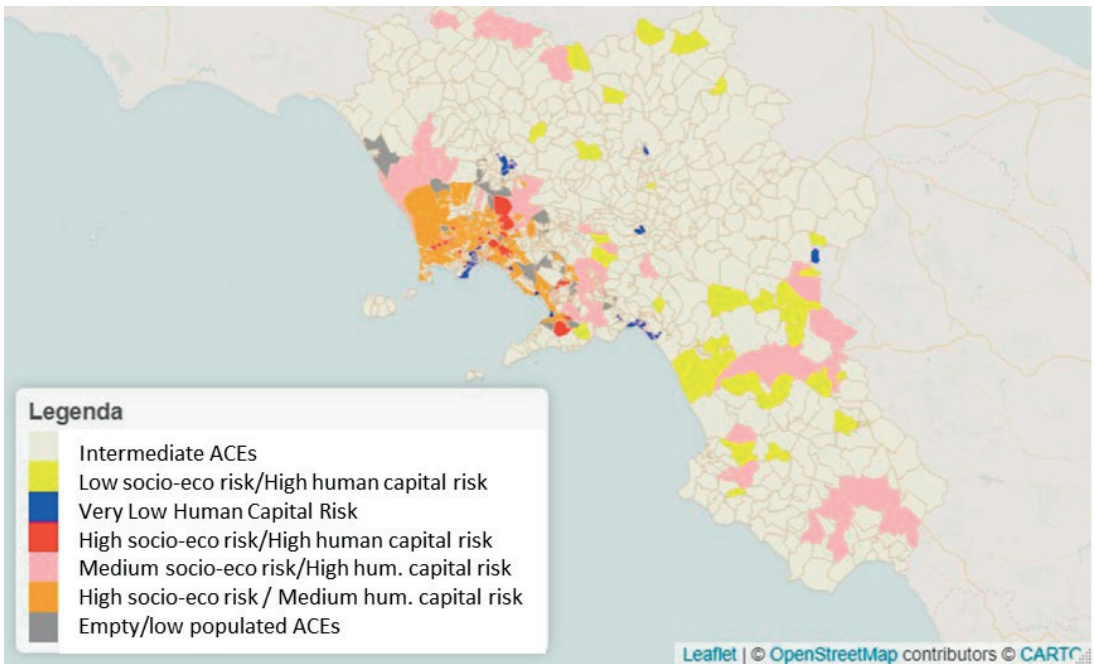 Legenda
Intermediate ACEs
Low socio-eco risk/High human capital risk
Very Low Human Capital Risk
High socio-eco risk/High human capital risk
Medium socio-eco risk/High hum. capital risk
High socio-eco risk / Medium hum. capital risk
Empty/low populated ACEs
Leaflet | © OpenStreetMap contributors © CARTO